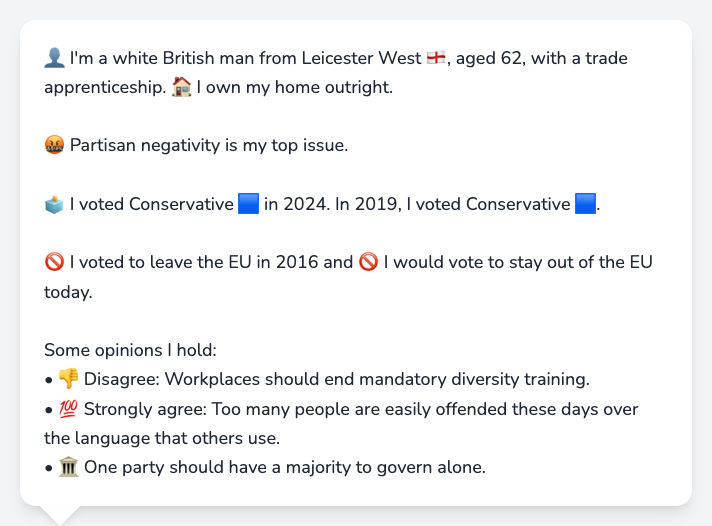 👤 I'm a white British man from Leicester West 🏴󠁧󠁢󠁥󠁮󠁧󠁿, aged 62, with a trade
apprenticeship. 🏠 I own my home outright.
🤬 Partisan negativity is my top issue.
🗳️ I voted Conservative 🟦 in 2024. In 2019, I voted Conservative 🟦.
🚫 I voted to leave the EU in 2016 and 🚫 I would vote to stay out of the EU
today.
Some opinions I hold:
• 👎 Disagree: Workplaces should end mandatory diversity training.
• 💯 Strongly agree: Too many people are easily offended these days over
the language that others use.
• 🏛️ One party should have a majority to govern alone.